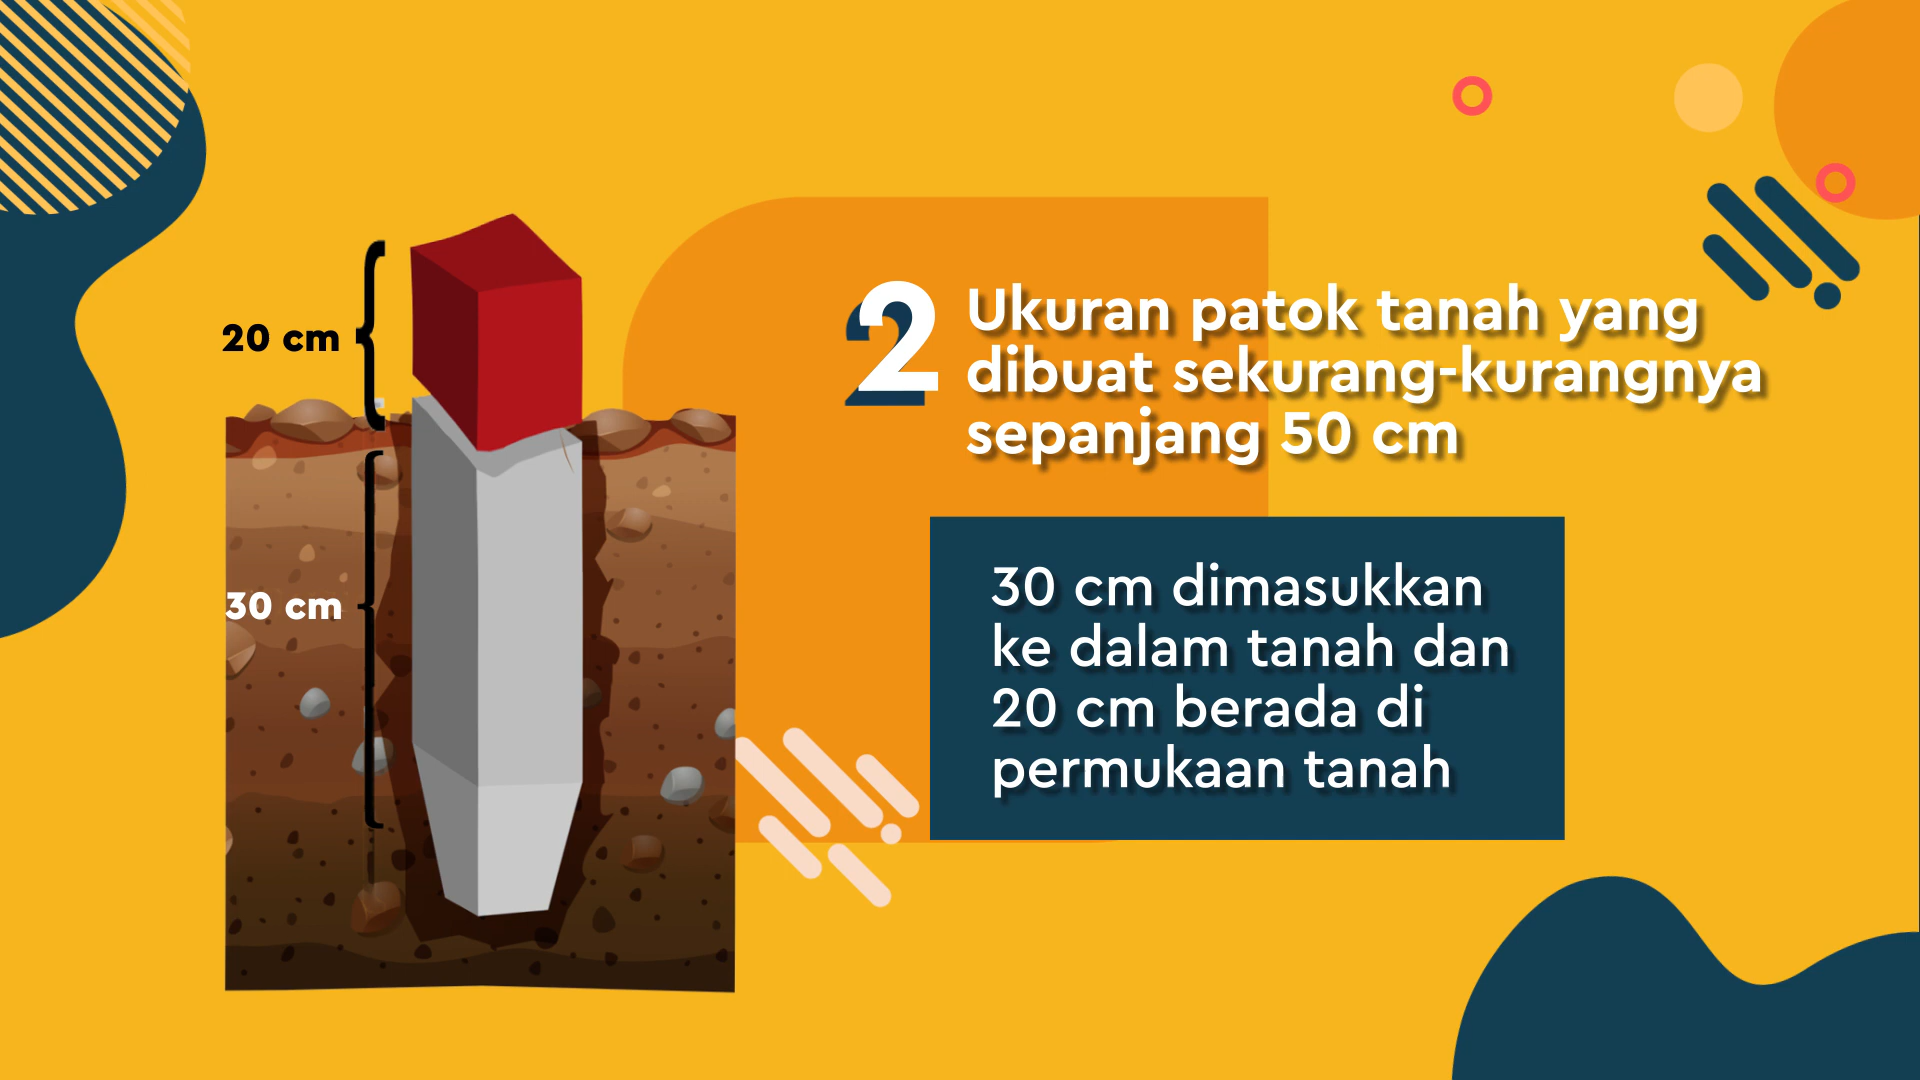 20 cm
30 cm
2
Ukuran patok tanah yang
dibuat sekurang-kurangnya
sepanjang 50 cm
30 cm dimasukkan
ke dalam tanah dan
20 cm berada di
permukaan tanah